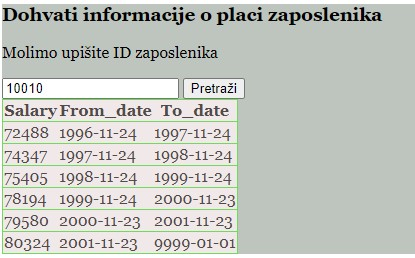 Dohvati informacije o placi zaposlenika
Molimo upišite ID zaposlenika
10010 Pretraži
Salary From_date To_date
72488 1996-11-24 1997-11-24
74347 1997-11-24 1998-11-24
75405 1998-11-24 1999-11-24
78194 1999-11-24 2000-11-23
79580 2000-11-23 2001-11-23
80324 2001-11-23 9999-01-01